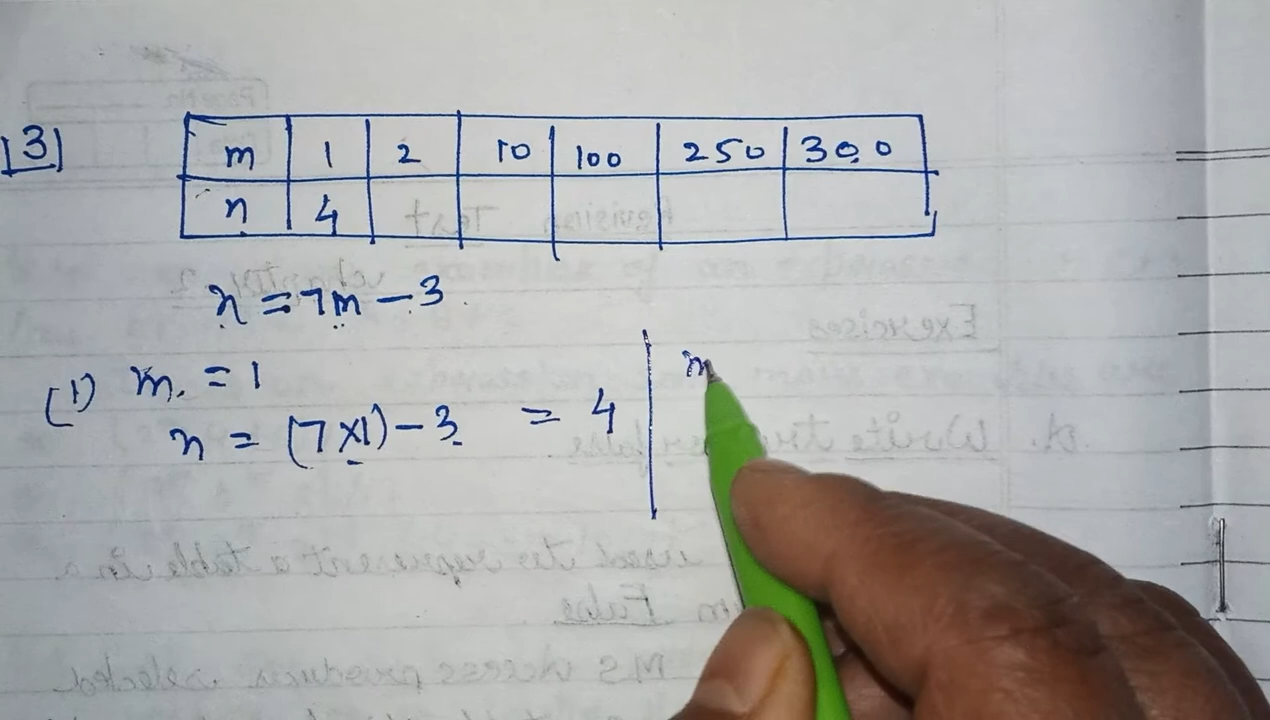 [3]
m 1 2 10 100 250 300
n 4
n = 7m - 3
(1) m = 1
n = (7×1) - 3 = 4
m